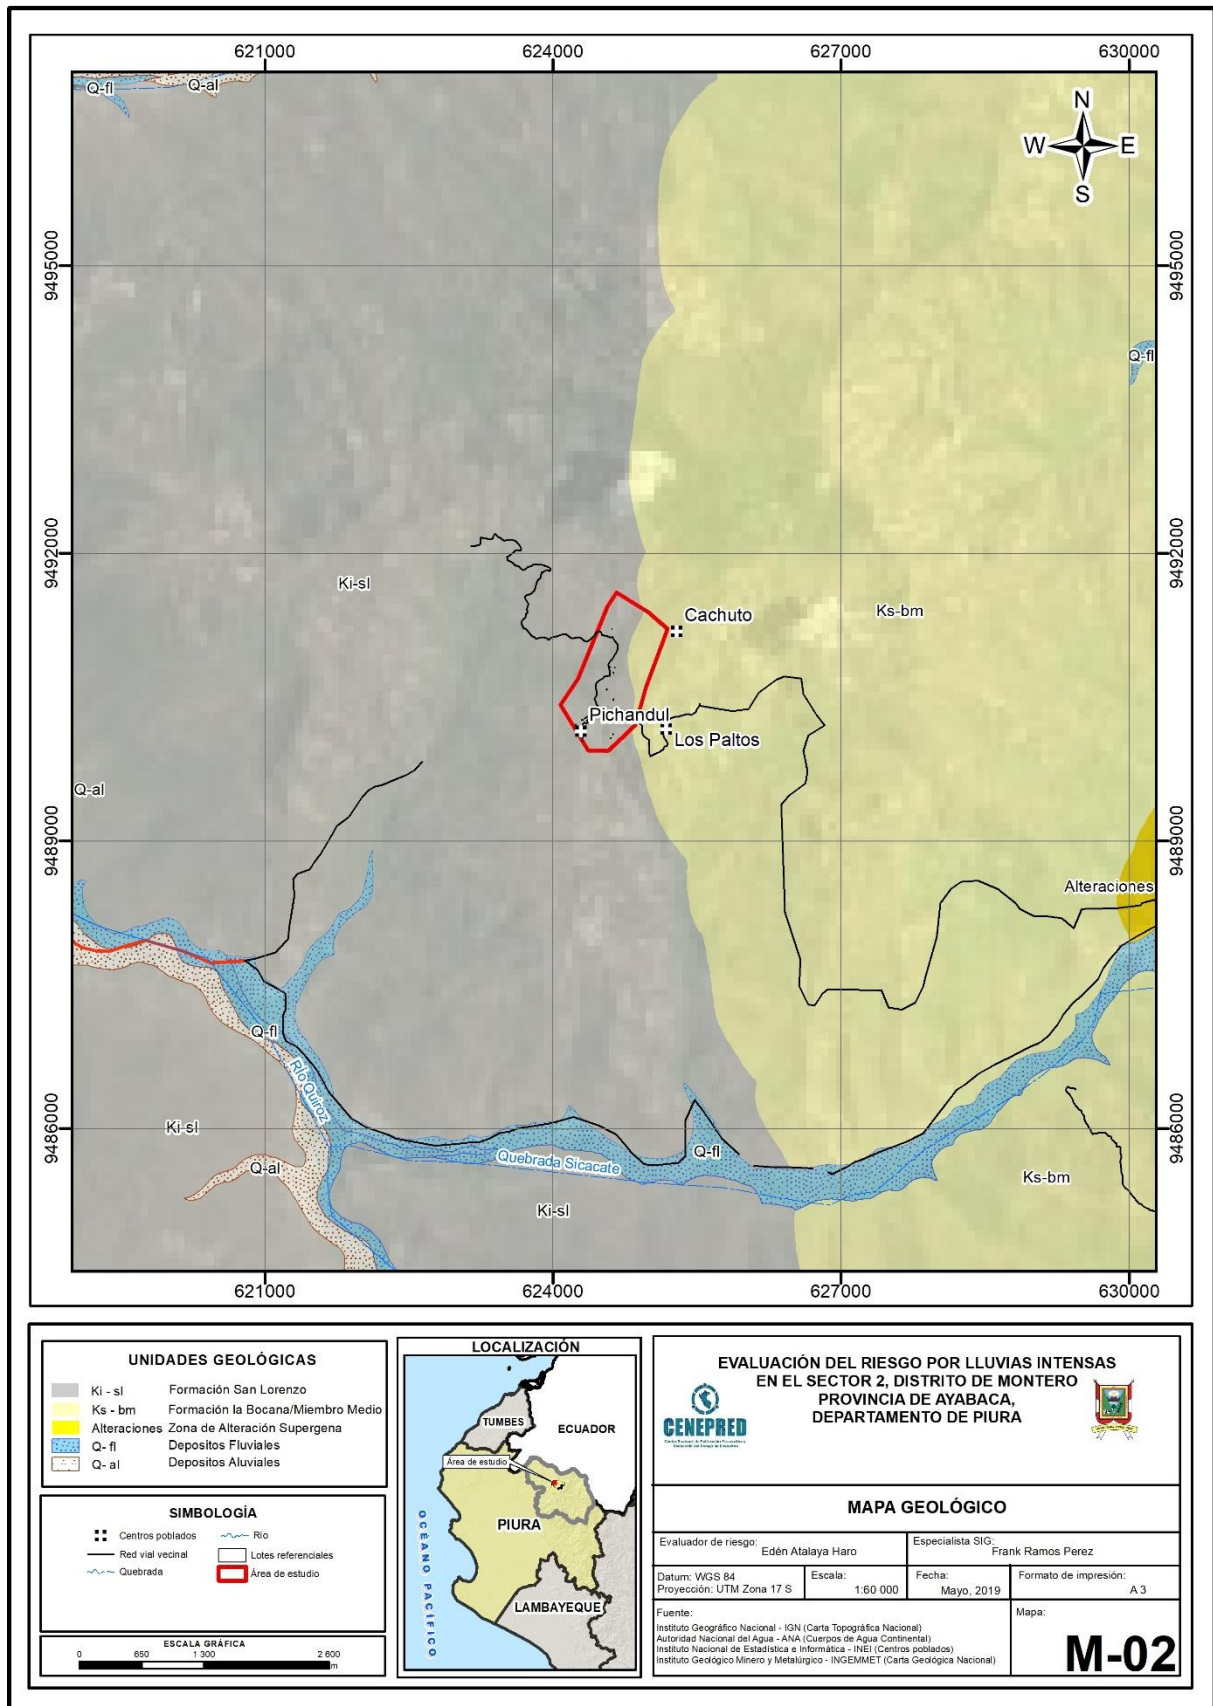 621000
624000
627000
630000
Q-fl
Q-al
N
W
E
S
9495000
9495000
Q-fl
9492000
9492000
Ki-sl
Cachuto
Ks-bm
Pichandul
Los Paltos
Q-al
9489000
9489000
Alteraciones
Q-fl
Río Quiroz
9486000
9486000
Ki-sl
Q-al
Quebrada Sicacate
Q-fl
Ks-bm
Ki-sl
621000
624000
627000
630000
UNIDADES GEOLÓGICAS
Ki - sl Formación San Lorenzo
Ks - bm Formación la Bocana/Miembro Medio
Alteraciones Zona de Alteración Supergena
Q- fl Depositos Fluviales
Q- al Depositos Aluviales
SIMBOLOGÍA
Centros poblados
Río
Red vial vecinal
Lotes referenciales
Quebrada
Área de estudio
ESCALA GRÁFICA
0 650 1 300 2 600
m
LOCALIZACIÓN
TUMBES
ECUADOR
Área de estudio
PIURA
OCÉANO PACÍFICO
LAMBAYEQUE
EVALUACIÓN DEL RIESGO POR LLUVIAS INTENSAS
EN EL SECTOR 2, DISTRITO DE MONTERO
PROVINCIA DE AYABACA,
DEPARTAMENTO DE PIURA
CENEPRED
MAPA GEOLÓGICO
Evaluador de riesgo:
Edén Atalaya Haro
Especialista SIG:
Frank Ramos Perez
Datum: WGS 84
Proyección: UTM Zona 17 S
Escala:
1:60 000
Fecha:
Mayo, 2019
Formato de impresión:
A 3
Fuente:
Instituto Geográfico Nacional - IGN (Carta Topográfica Nacional)
Autoridad Nacional del Agua - ANA (Cuerpos de Agua Continental)
Instituto Nacional de Estadística e Informática - INEI (Centros poblados)
Instituto Geológico Minero y Metalúrgico - INGEMMET (Carta Geológica Nacional)
Mapa:
M-02